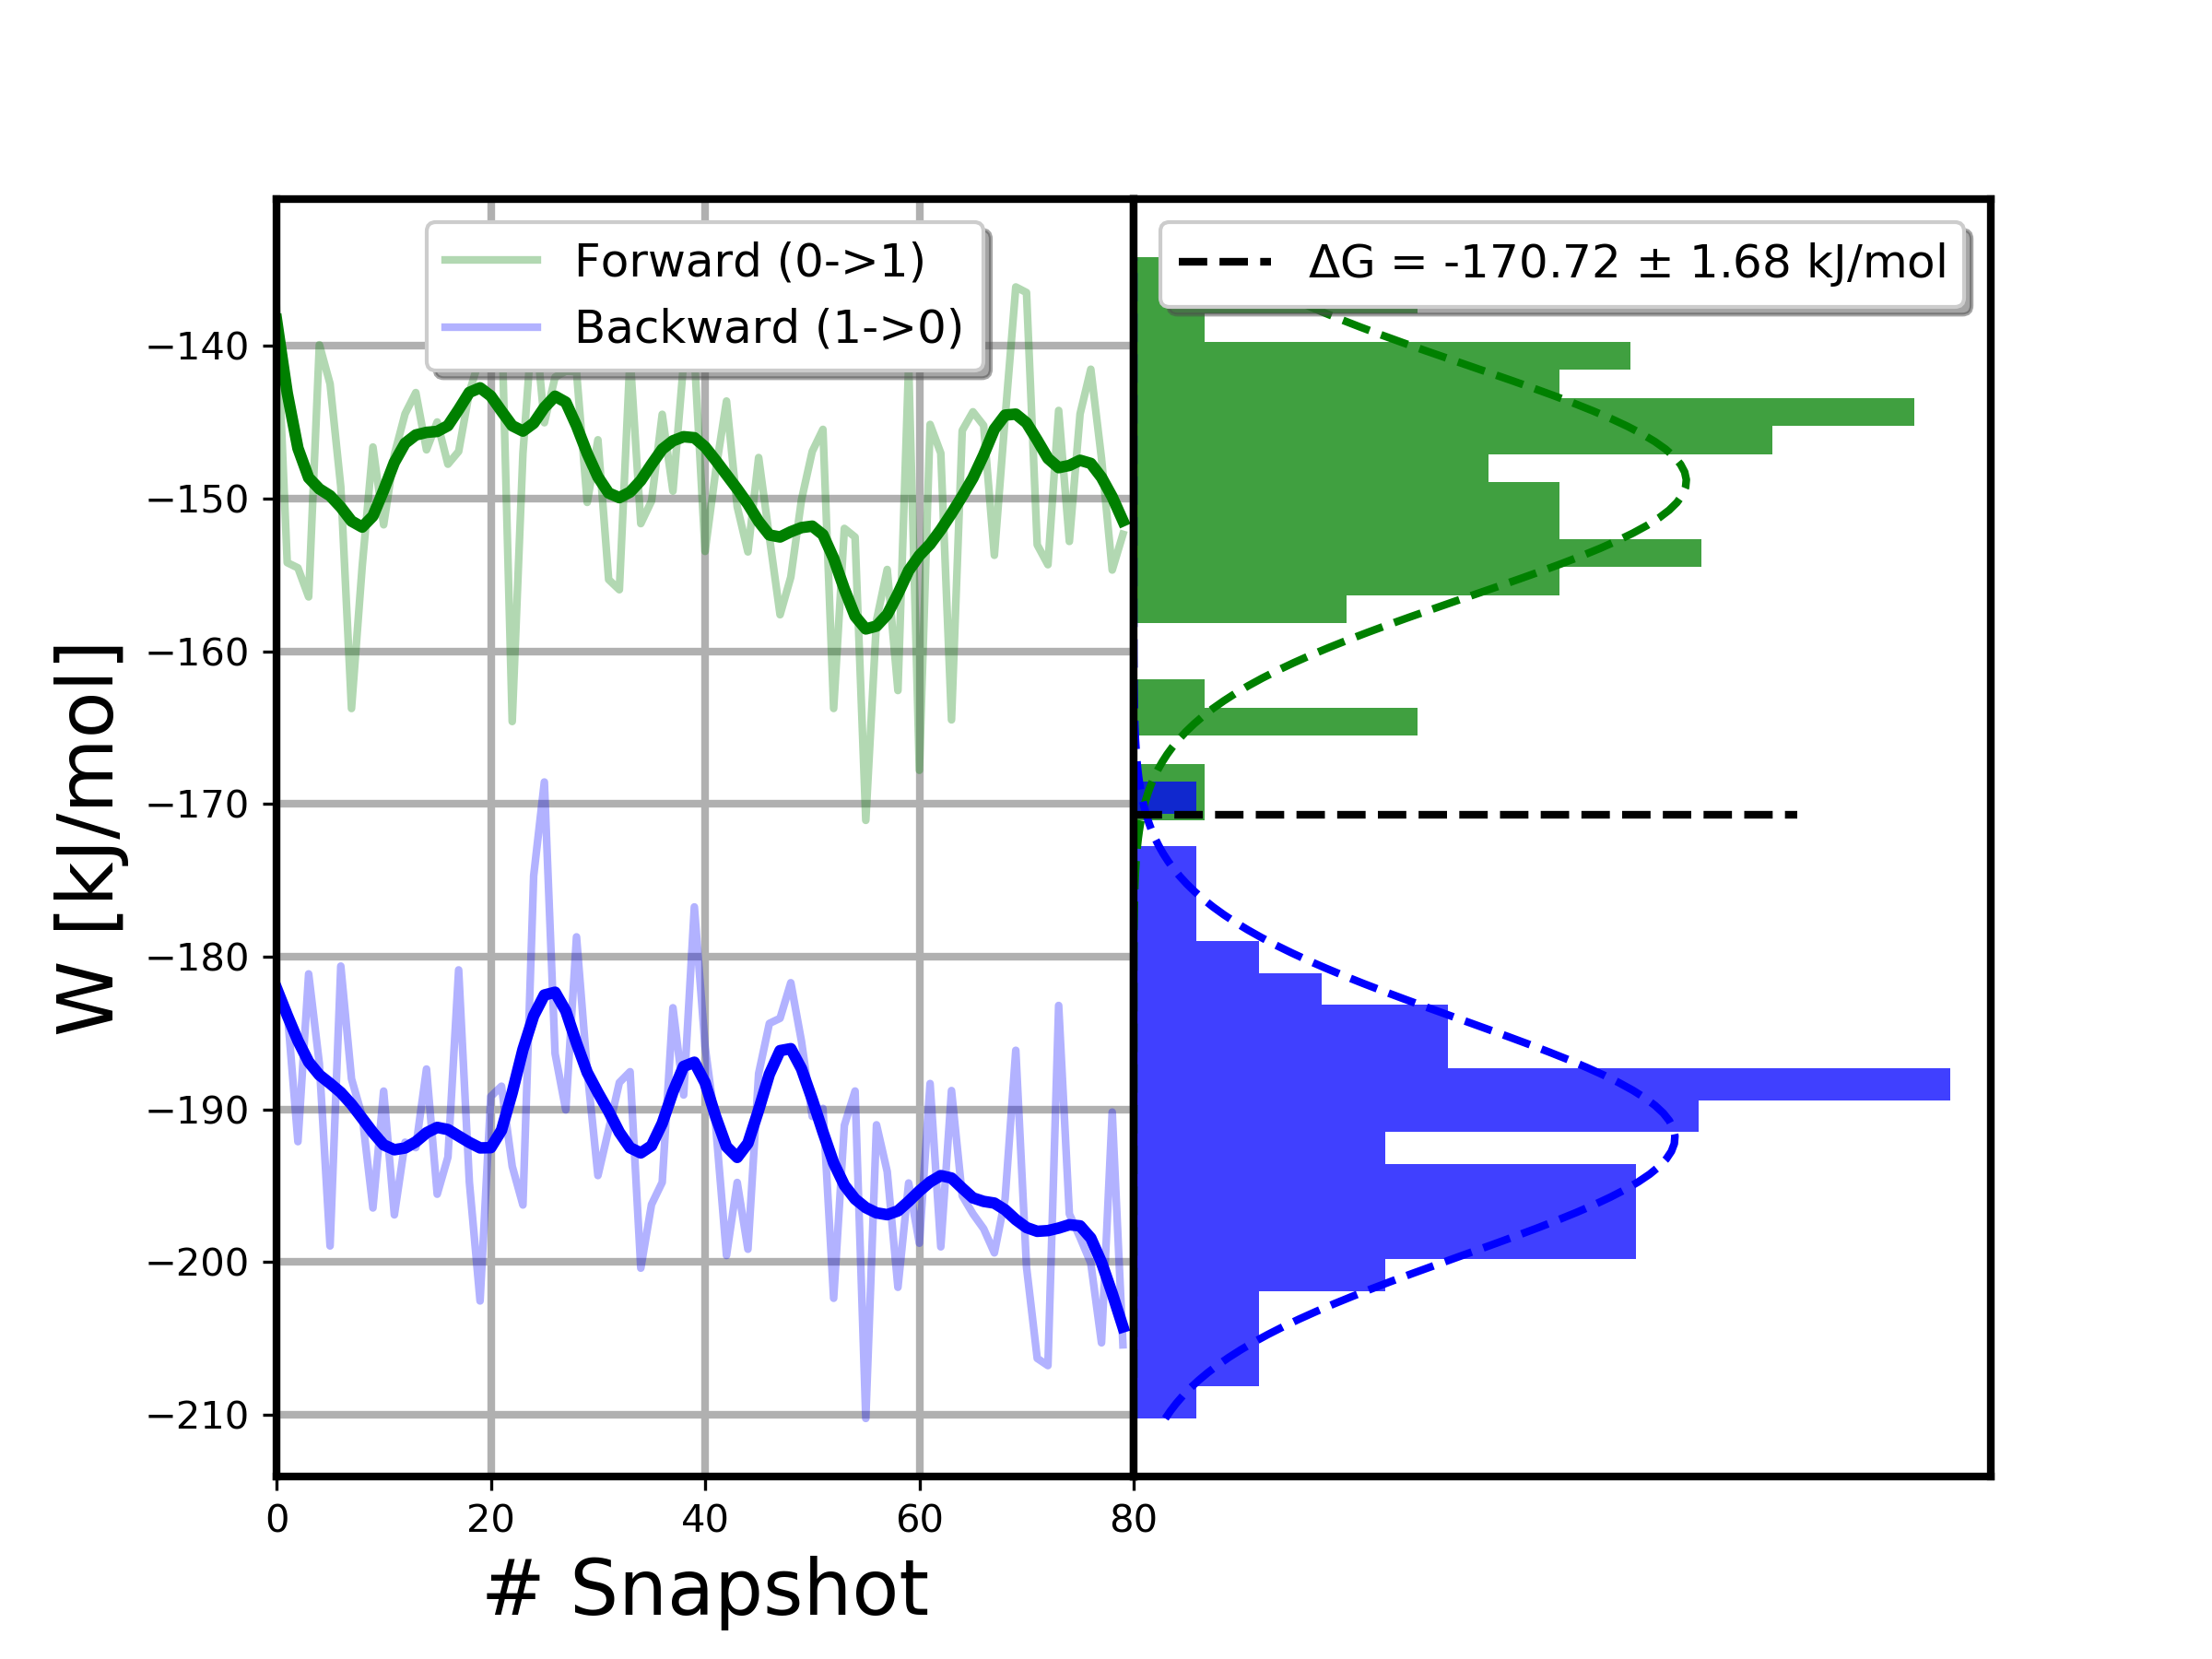 Forward (0->1)
Backward (1->0)
ΔG = -170.72 ± 1.68 kJ/mol
W [kJ/mol]
−140
−150
−160
−170
−180
−190
−200
−210
0 20 40 60 80
# Snapshot